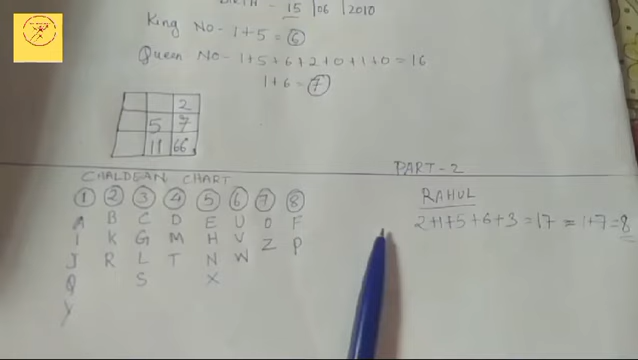 BIRTH - 15 / 06 / 2010
King No - 1+5 = 6
Queen No - 1+5+6+2+0+1+0 = 16
1+6 = 7
2
5 7
11 66
CHALDEAN CHART
1 2 3 4 5 6 7 8
A B C D E U O F
I K G M H V Z P
J R L T N W
Q S X
Y
PART-2
RAHUL
2+1+5+6+3 = 17 = 1+7 = 8